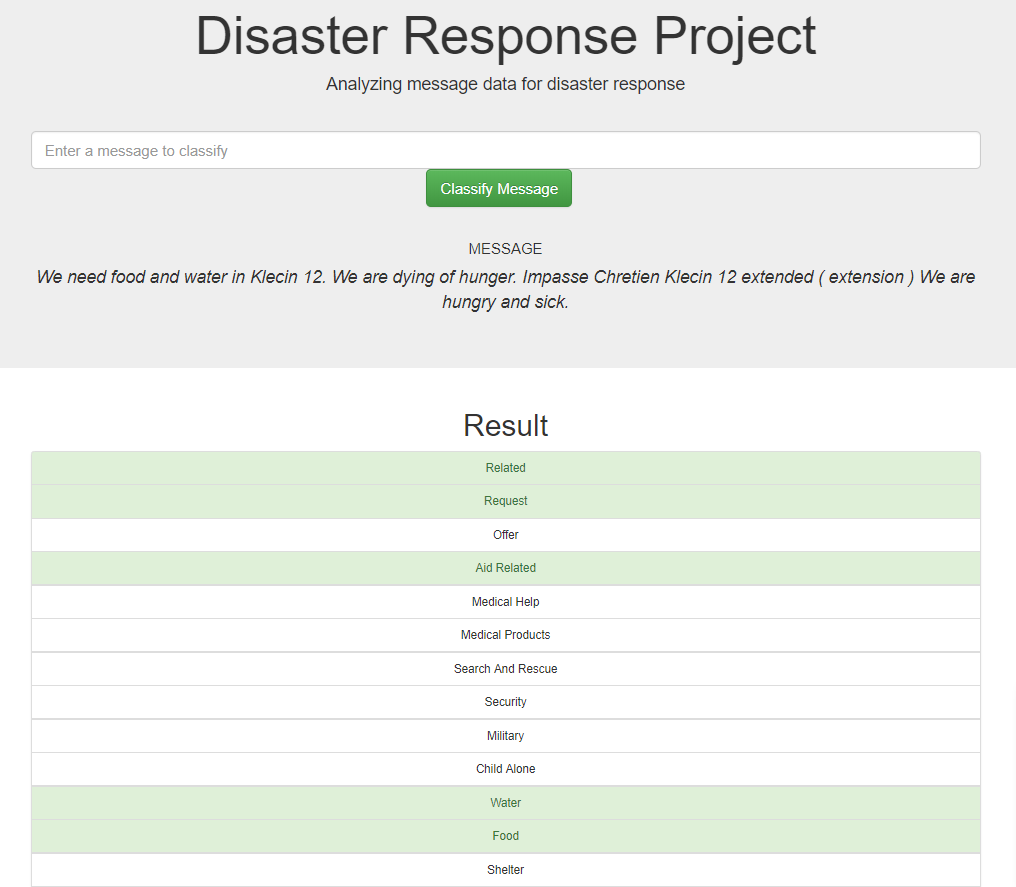 Disaster Response Project
Analyzing message data for disaster response
Enter a message to classify
Classify Message
MESSAGE
We need food and water in Klecin 12. We are dying of hunger. Impasse Chretien Klecin 12 extended ( extension ) We are
hungry and sick.
Result
Related
Request
Offer
Aid Related
Medical Help
Medical Products
Search And Rescue
Security
Military
Child Alone
Water
Food
Shelter